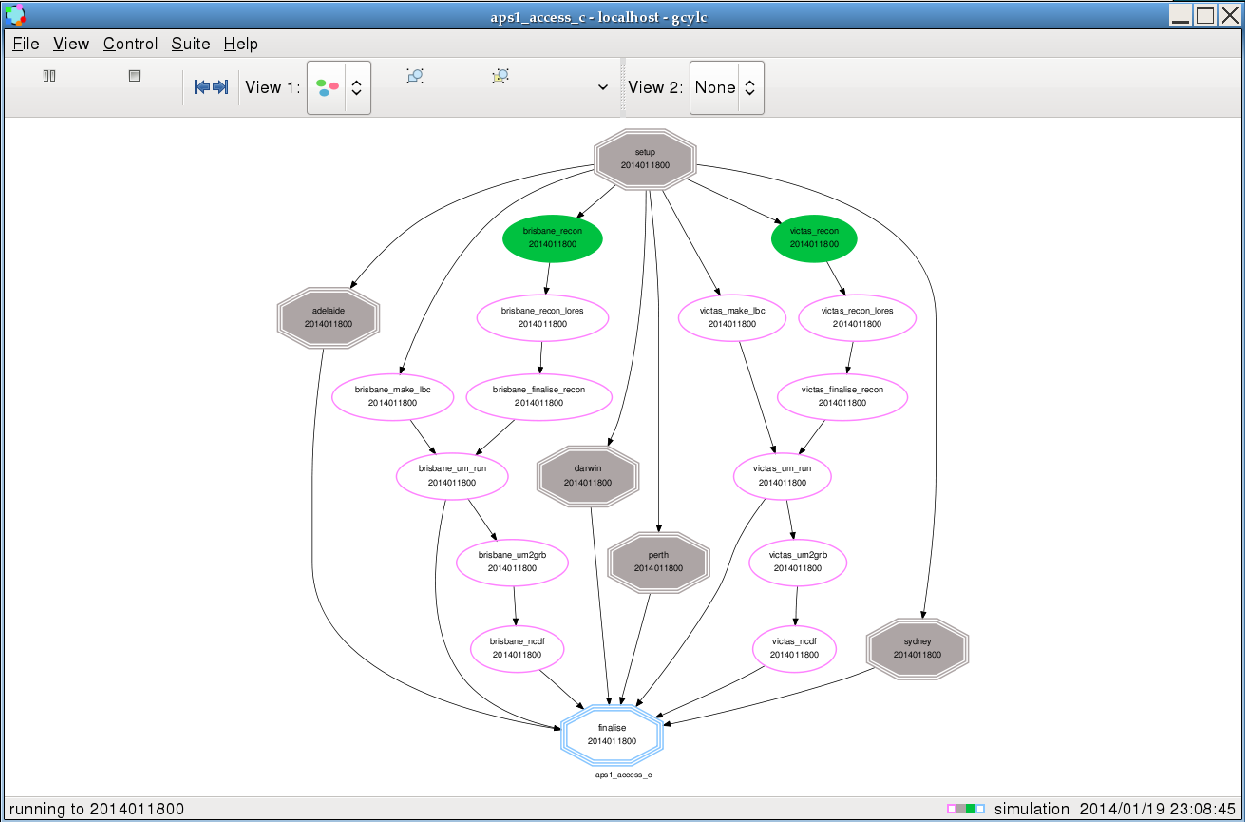 aps1_access_c - localhost - gcylc
File View Control Suite Help
View 1: View 2: None
setup
2014011800
brisbane_recon
2014011800
victas_recon
2014011800
adelaide
2014011800
brisbane_recon_lores
2014011800
victas_make_lbc
2014011800
victas_recon_lores
2014011800
brisbane_make_lbc
2014011800
brisbane_finalise_recon
2014011800
victas_finalise_recon
2014011800
brisbane_um_run
2014011800
darwin
2014011800
victas_um_run
2014011800
brisbane_um2grb
2014011800
perth
2014011800
victas_um2grb
2014011800
brisbane_ncdf
2014011800
victas_ncdf
2014011800
sydney
2014011800
finalise
2014011800
aps1_access_c
running to 2014011800
simulation 2014/01/19 23:08:45